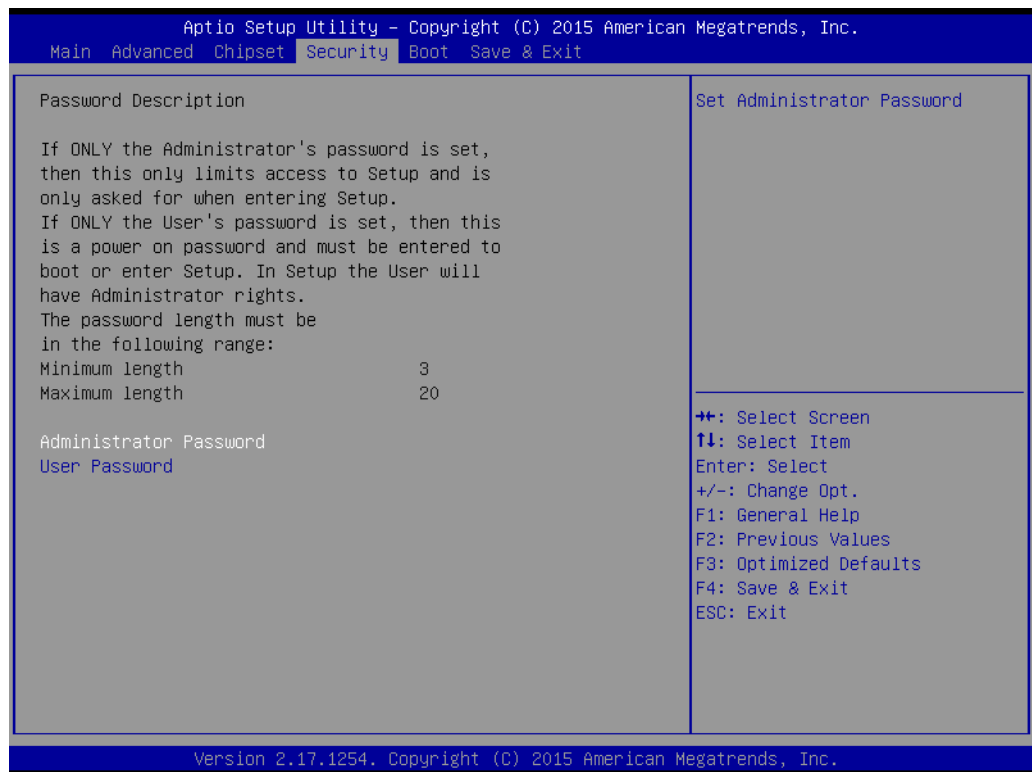 Aptio Setup Utility – Copyright (C) 2015 American Megatrends, Inc.
Main Advanced Chipset Security Boot Save & Exit
Password Description
If ONLY the Administrator's password is set,
then this only limits access to Setup and is
only asked for when entering Setup.
If ONLY the User's password is set, then this
is a power on password and must be entered to
boot or enter Setup. In Setup the User will
have Administrator rights.
The password length must be
in the following range:
Minimum length 3
Maximum length 20
Administrator Password
User Password
Set Administrator Password
→←: Select Screen
↑↓: Select Item
Enter: Select
+/-: Change Opt.
F1: General Help
F2: Previous Values
F3: Optimized Defaults
F4: Save & Exit
ESC: Exit
Version 2.17.1254. Copyright (C) 2015 American Megatrends, Inc.